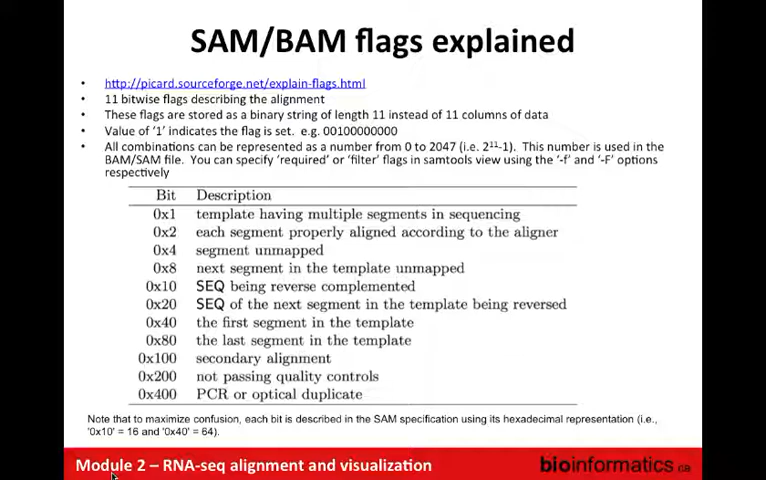 SAM/BAM flags explained
• http://picard.sourceforge.net/explain-flags.html
• 11 bitwise flags describing the alignment
• These flags are stored as a binary string of length 11 instead of 11 columns of data
• Value of '1' indicates the flag is set. e.g. 00100000000
• All combinations can be represented as a number from 0 to 2047 (i.e. 2¹¹-1). This number is used in the
BAM/SAM file. You can specify 'required' or 'filter' flags in samtools view using the '-f' and '-F' options
respectively
Bit Description
0x1 template having multiple segments in sequencing
0x2 each segment properly aligned according to the aligner
0x4 segment unmapped
0x8 next segment in the template unmapped
0x10 SEQ being reverse complemented
0x20 SEQ of the next segment in the template being reversed
0x40 the first segment in the template
0x80 the last segment in the template
0x100 secondary alignment
0x200 not passing quality controls
0x400 PCR or optical duplicate
Note that to maximize confusion, each bit is described in the SAM specification using its hexadecimal representation (i.e.,
'0x10' = 16 and '0x40' = 64).
Module 2 – RNA-seq alignment and visualization
bioinformatics.ca